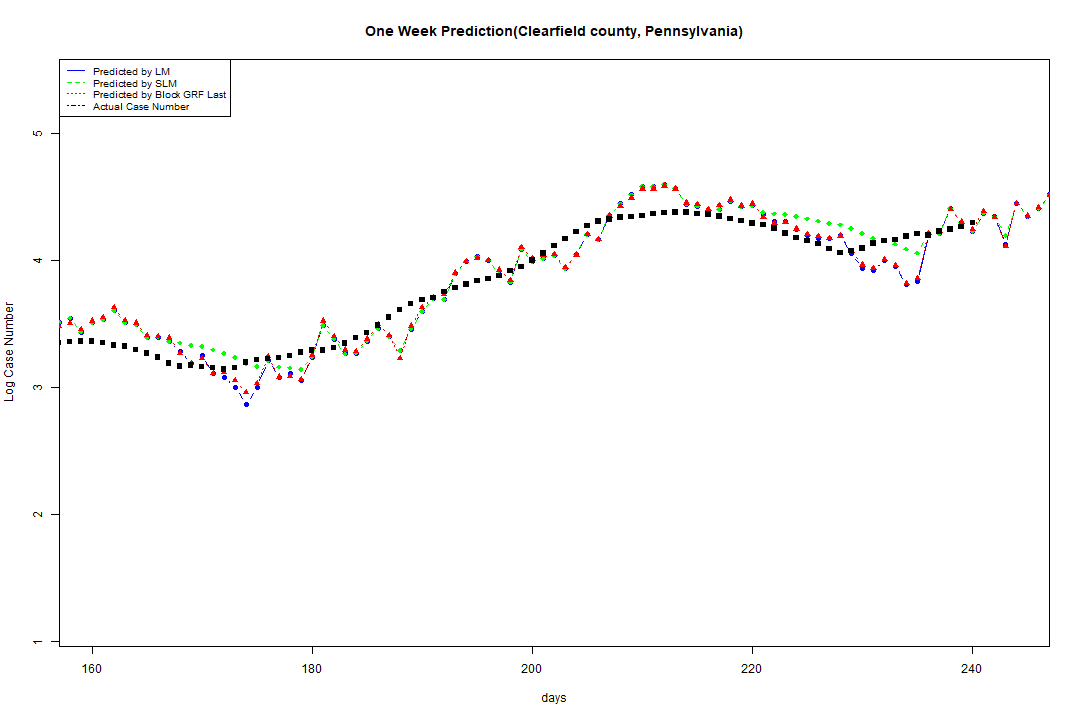 One Week Prediction(Clearfield county, Pennsylvania)
Predicted by LM
Predicted by SLM
Predicted by Block GRF Last
Actual Case Number
5
4
3
2
1
Log Case Number
160 180 200 220 240
days